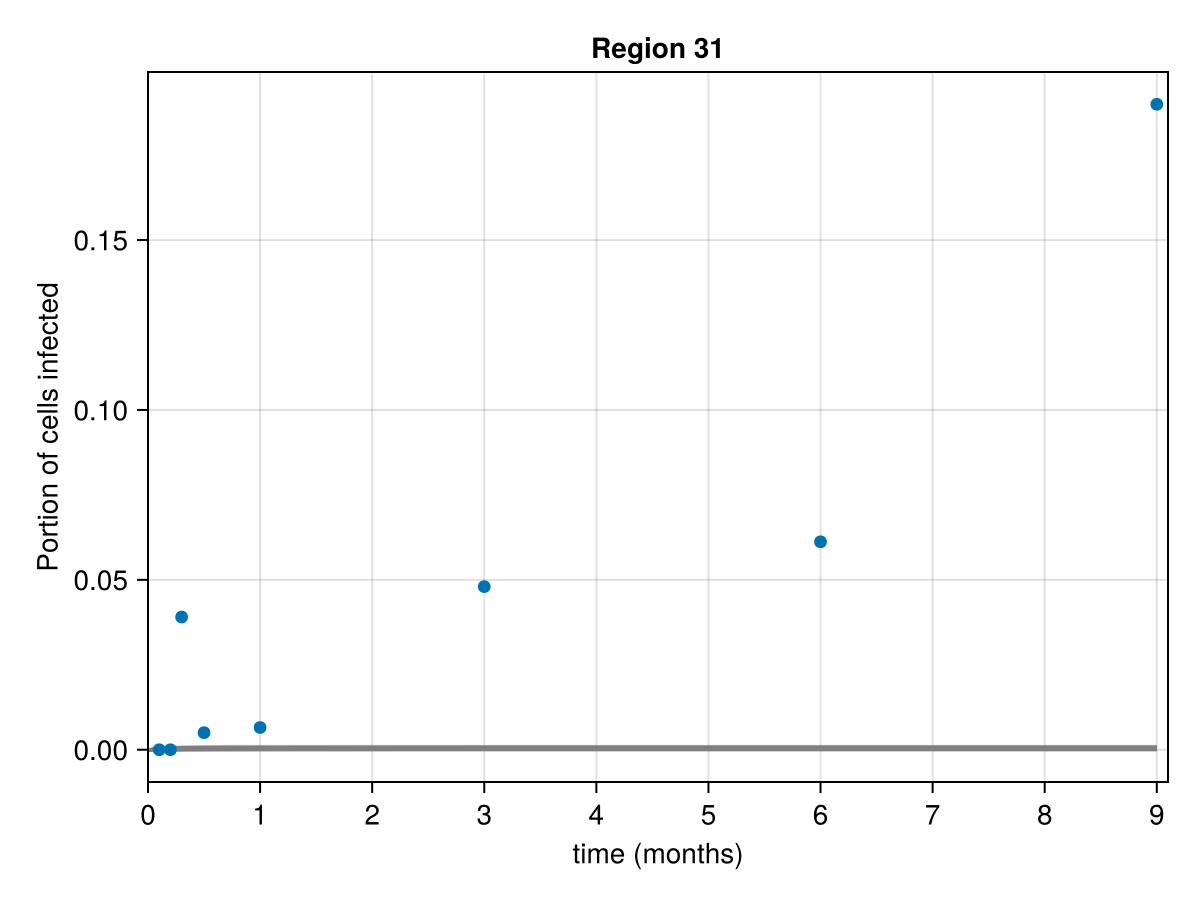 Region 31
Portion of cells infected
0.15
0.10
0.05
0.00
0 1 2 3 4 5 6 7 8 9
time (months)